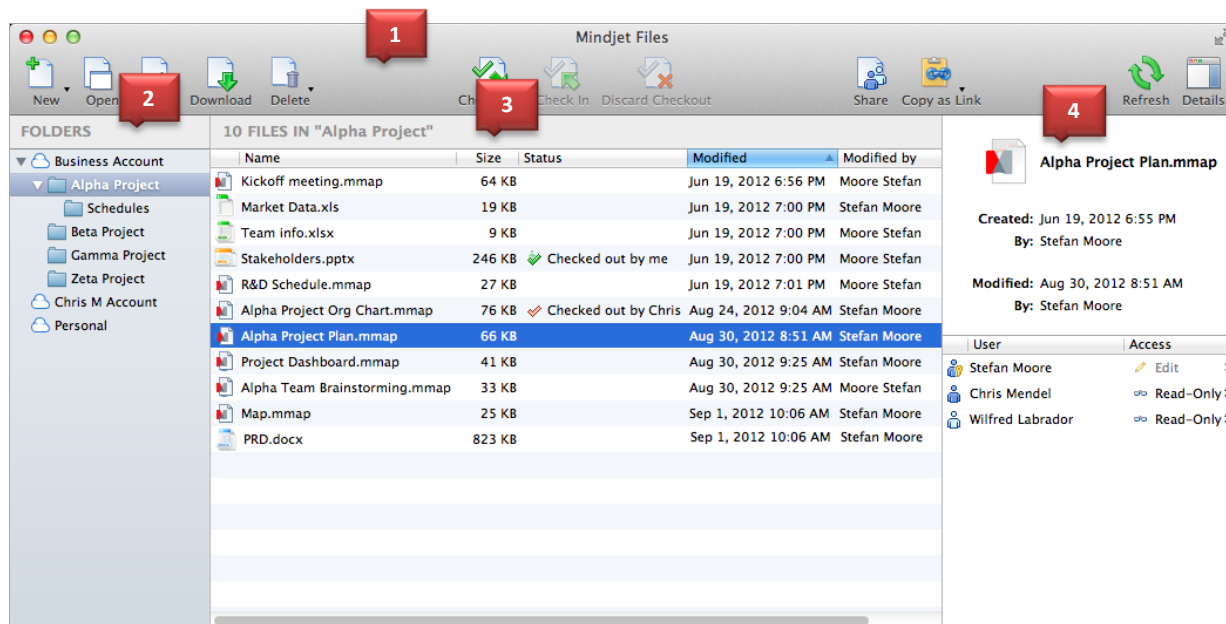 1
Mindjet Files
New
Open
2
Download
Delete
3
Check In
Discard Checkout
Share
Copy as Link
4
Refresh
Details
FOLDERS
Business Account
Alpha Project
Schedules
Beta Project
Gamma Project
Zeta Project
Chris M Account
Personal
10 FILES IN "Alpha Project"
Name Size Status Modified Modified by
Kickoff meeting.mmap 64 KB Jun 19, 2012 6:56 PM Moore Stefan
Market Data.xls 19 KB Jun 19, 2012 7:00 PM Stefan Moore
Team info.xlsx 9 KB Jun 19, 2012 7:00 PM Stefan Moore
Stakeholders.pptx 246 KB Checked out by me Jun 19, 2012 7:00 PM Stefan Moore
R&D Schedule.mmap 27 KB Jun 19, 2012 7:01 PM Stefan Moore
Alpha Project Org Chart.mmap 76 KB Checked out by Chris Aug 24, 2012 9:04 AM Stefan Moore
Alpha Project Plan.mmap 66 KB Aug 30, 2012 8:51 AM Stefan Moore
Project Dashboard.mmap 41 KB Aug 30, 2012 9:25 AM Stefan Moore
Alpha Team Brainstorming.mmap 33 KB Aug 30, 2012 9:25 AM Moore Stefan
Map.mmap 25 KB Sep 1, 2012 10:06 AM Stefan Moore
PRD.docx 823 KB Sep 1, 2012 10:06 AM Stefan Moore
Alpha Project Plan.mmap
Created: Jun 19, 2012 6:55 PM
By: Stefan Moore
Modified: Aug 30, 2012 8:51 AM
By: Stefan Moore
User Access
Stefan Moore Edit
Chris Mendel Read-Only
Wilfred Labrador Read-Only